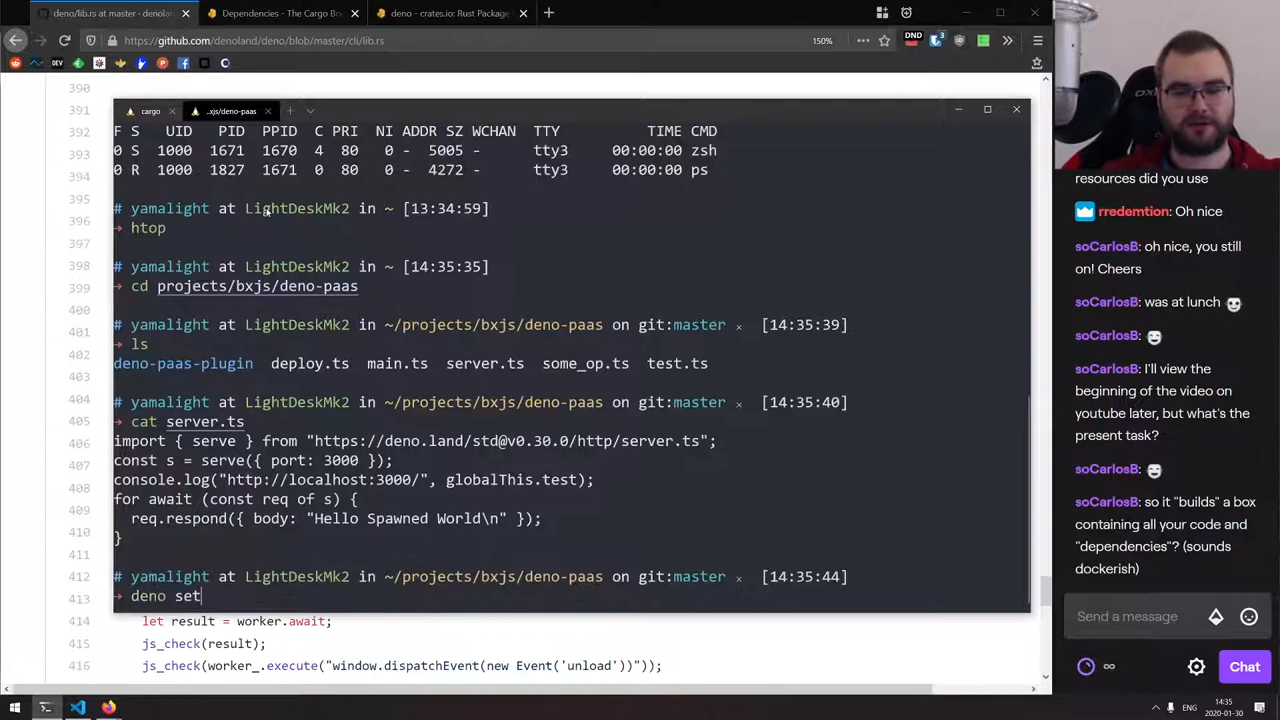 deno/lib.rs at master · denolan
Dependencies - The Cargo Bo
deno - crates.io: Rust Package
https://github.com/denoland/deno/blob/master/cli/lib.rs
150%
DND
3
DEV
390
391
392
393
394
395
396
397
398
399
400
401
402
403
404
405
406
407
408
409
410
411
412
413
414
415
416
cargo
..xjs/deno-paas
F S UID PID PPID C PRI NI ADDR SZ WCHAN TTY TIME CMD
0 S 1000 1671 1670 4 80 0 - 5005 - tty3 00:00:00 zsh
0 R 1000 1827 1671 0 80 0 - 4272 - tty3 00:00:00 ps
# yamalight at LightDeskMk2 in ~ [13:34:59]
→ htop
# yamalight at LightDeskMk2 in ~ [14:35:35]
→ cd projects/bxjs/deno-paas
# yamalight at LightDeskMk2 in ~/projects/bxjs/deno-paas on git:master × [14:35:39]
→ ls
deno-paas-plugin deploy.ts main.ts server.ts some_op.ts test.ts
# yamalight at LightDeskMk2 in ~/projects/bxjs/deno-paas on git:master × [14:35:40]
→ cat server.ts
import { serve } from "https://deno.land/std@v0.30.0/http/server.ts";
const s = serve({ port: 3000 });
console.log("http://localhost:3000/", globalThis.test);
for await (const req of s) {
req.respond({ body: "Hello Spawned World\n" });
}
# yamalight at LightDeskMk2 in ~/projects/bxjs/deno-paas on git:master × [14:35:44]
→ deno set
let result = worker.await;
js_check(result);
js_check(worker_.execute("window.dispatchEvent(new Event('unload'))"));
resources did you use
rredemtion: Oh nice
soCarlosB: oh nice, you still
on! Cheers
soCarlosB: was at lunch
soCarlosB:
soCarlosB: I'll view the
beginning of the video on
youtube later, but what's the
present task?
soCarlosB:
soCarlosB: so it "builds" a box
containing all your code and
"dependencies"? (sounds
dockerish)
Send a message
∞
Chat
ENG
14:35
2020-01-30